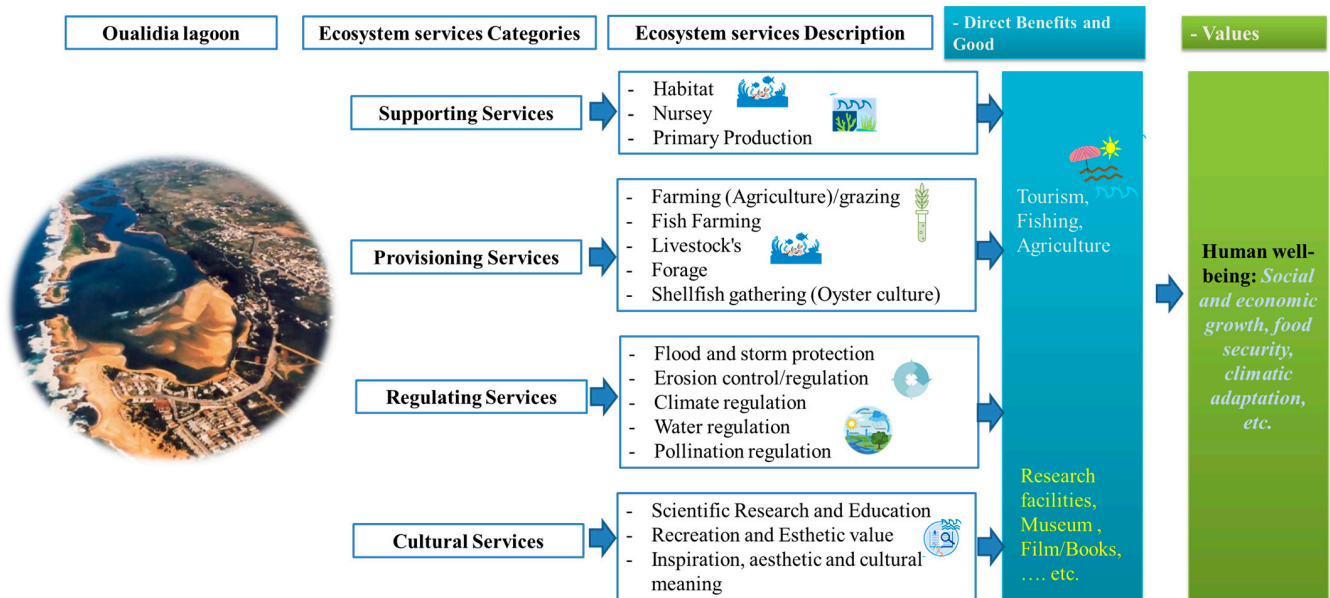 Oualidia lagoon
Ecosystem services Categories
Ecosystem services Description
- Direct Benefits and
Good
- Values
Supporting Services
- Habitat
- Nursey
- Primary Production
Provisioning Services
- Farming (Agriculture)/grazing
- Fish Farming
- Livestock's
- Forage
- Shellfish gathering (Oyster culture)
Regulating Services
- Flood and storm protection
- Erosion control/regulation
- Climate regulation
- Water regulation
- Pollination regulation
Cultural Services
- Scientific Research and Education
- Recreation and Esthetic value
- Inspiration, aesthetic and cultural
meaning
Tourism,
Fishing,
Agriculture
Research
facilities,
Museum ,
Film/Books,
…. etc.
Human well-
being: Social
and economic
growth, food
security,
climatic
adaptation,
etc.